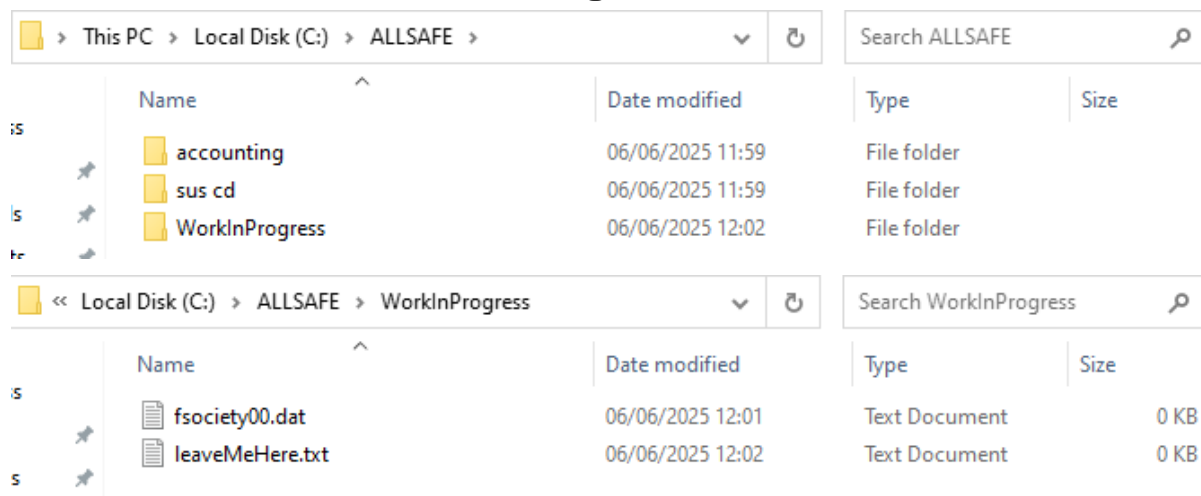 This PC > Local Disk (C:) > ALLSAFE > Search ALLSAFE
Name Date modified Type Size
ss
accounting 06/06/2025 11:59 File folder
sus cd 06/06/2025 11:59 File folder
ls
WorkInProgress 06/06/2025 12:02 File folder
« Local Disk (C:) > ALLSAFE > WorkInProgress Search WorkInProgress
Name Date modified Type Size
ss
fsociety00.dat 06/06/2025 12:01 Text Document 0 KB
leaveMeHere.txt 06/06/2025 12:02 Text Document 0 KB
s